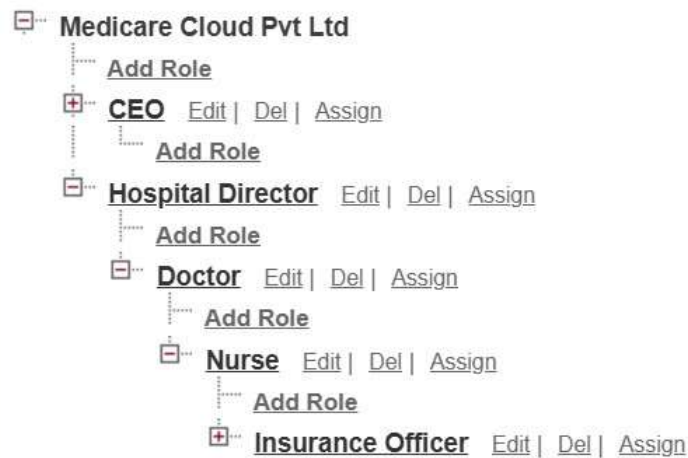 Medicare Cloud Pvt Ltd
Add Role
CEO Edit | Del | Assign
Add Role
Hospital Director Edit | Del | Assign
Add Role
Doctor Edit | Del | Assign
Add Role
Nurse Edit | Del | Assign
Add Role
Insurance Officer Edit | Del | Assign